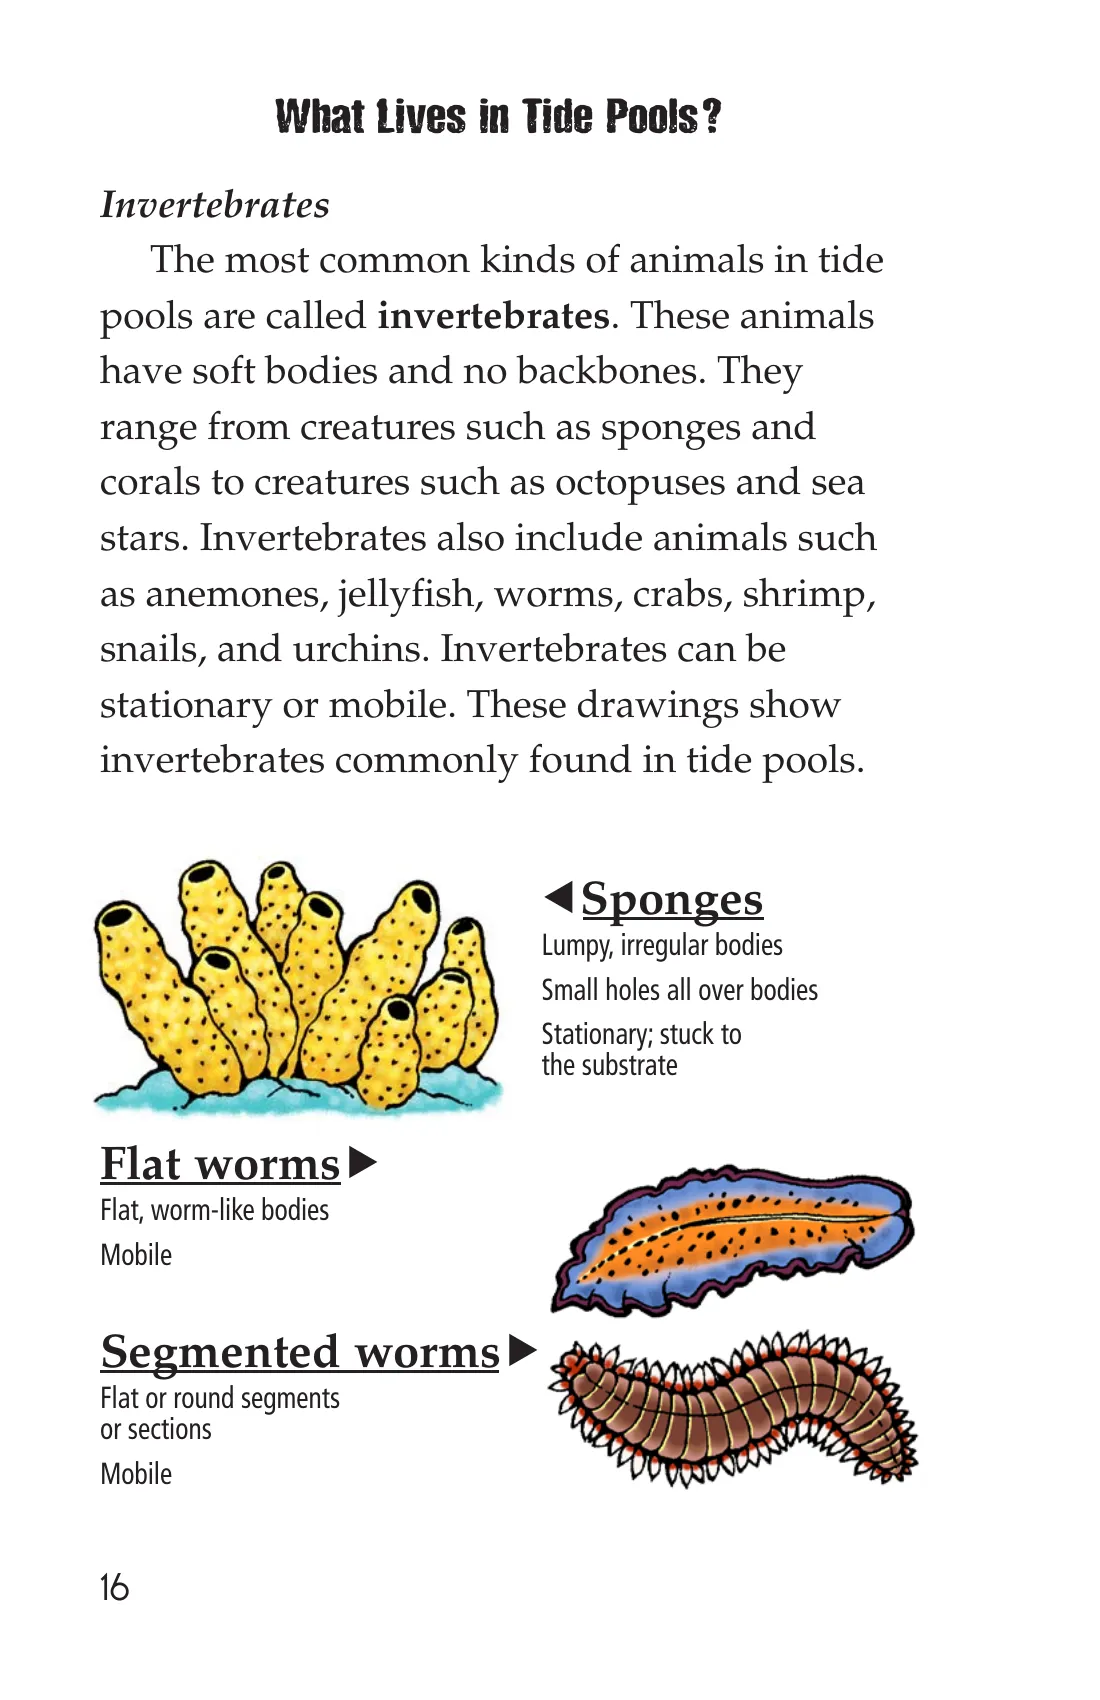 What Lives in Tide Pools?
Invertebrates
The most common kinds of animals in tide
pools are called invertebrates. These animals
have soft bodies and no backbones. They
range from creatures such as sponges and
corals to creatures such as octopuses and sea
stars. Invertebrates also include animals such
as anemones, jellyfish, worms, crabs, shrimp,
snails, and urchins. Invertebrates can be
stationary or mobile. These drawings show
invertebrates commonly found in tide pools.
Sponges
Lumpy, irregular bodies
Small holes all over bodies
Stationary; stuck to
the substrate
Flat worms
Flat, worm-like bodies
Mobile
Segmented worms
Flat or round segments
or sections
Mobile
16